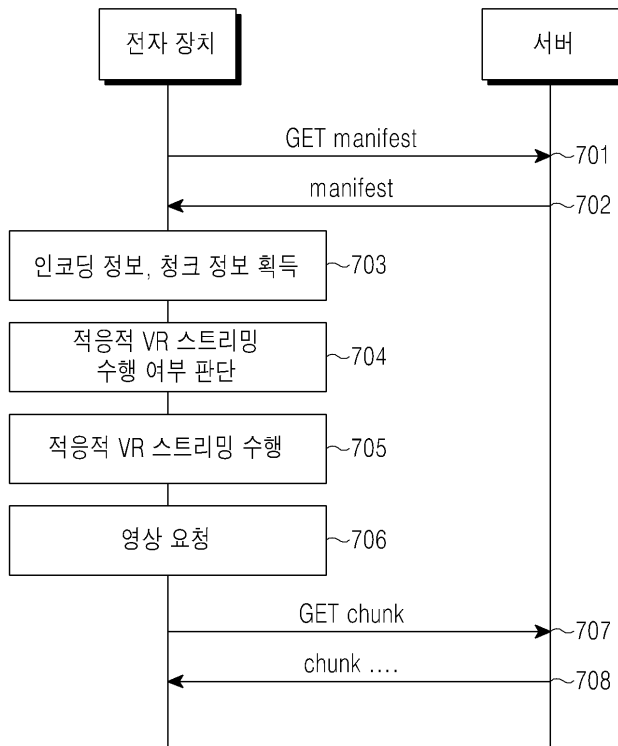 전자 장치
서버
GET manifest
701
manifest
702
인코딩 정보, 청크 정보 획득
703
적응적 VR 스트리밍
수행 여부 판단
704
적응적 VR 스트리밍 수행
705
영상 요청
706
GET chunk
707
chunk ....
708